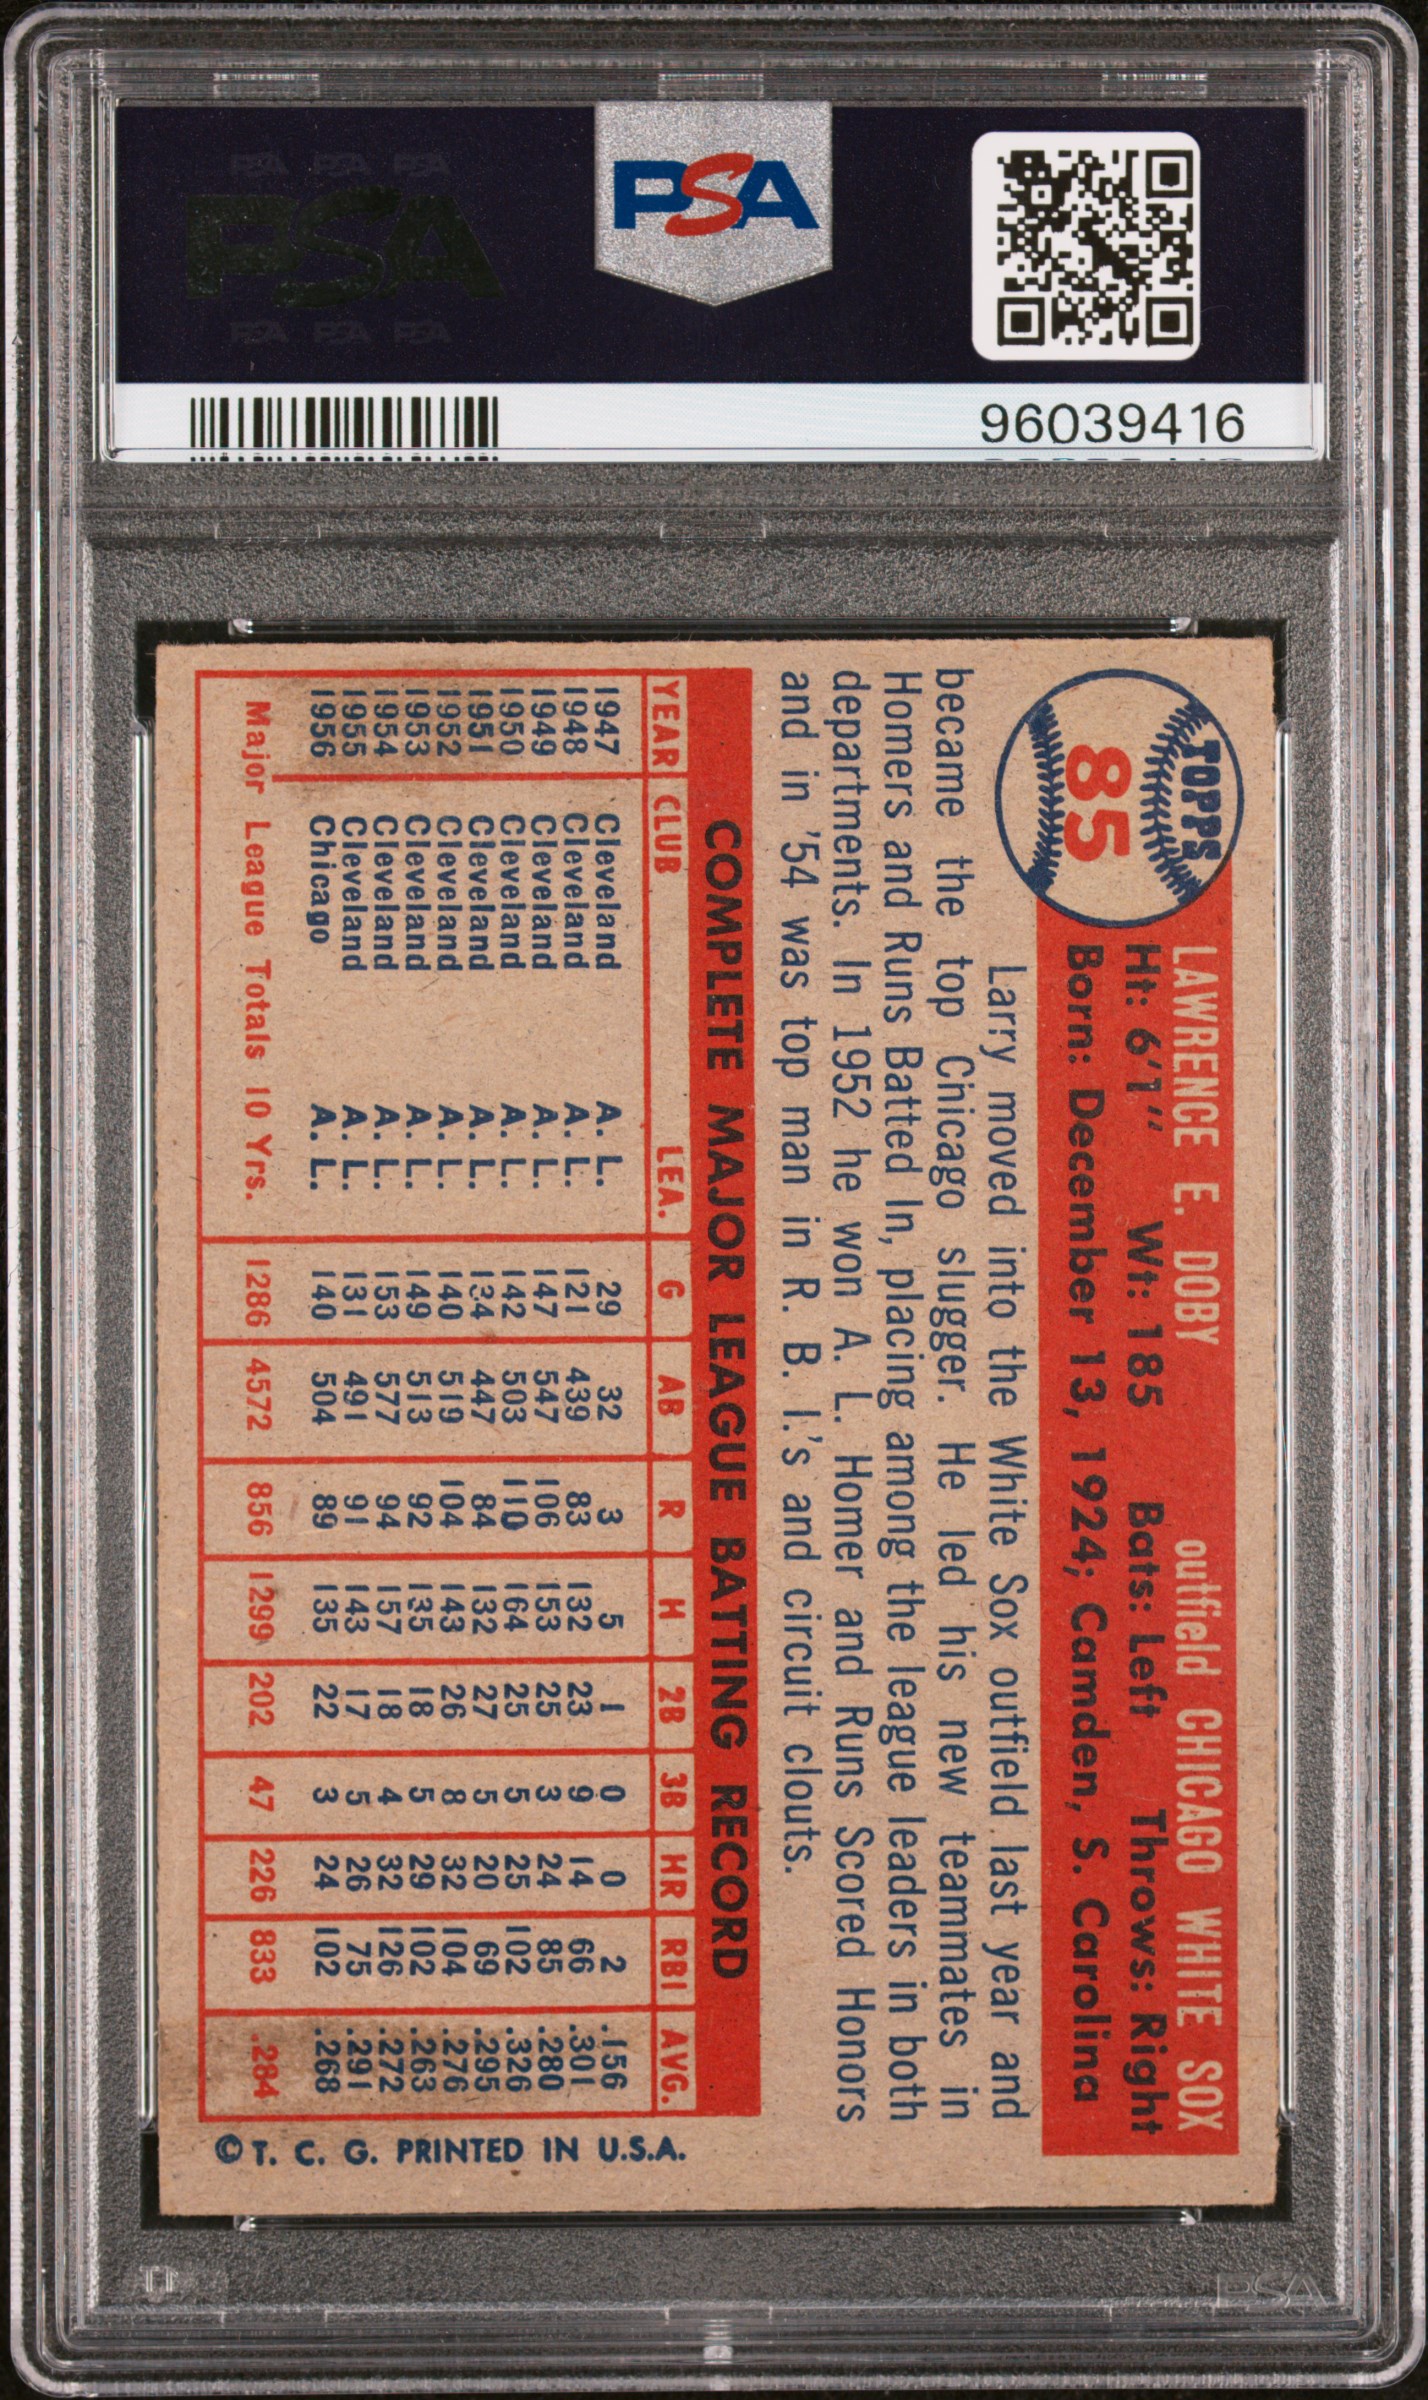 PSA PSA PSA
PSA
PSA PSA PSA
PSA
96039416
TOPPS
85
LAWRENCE E. DOBY outfield CHICAGO WHITE SOX
Ht: 6'1" Wt: 185 Bats: Left Throws: Right
Born: December 13, 1924; Camden, S. Carolina
Larry moved into the White Sox outfield last year and
became the top Chicago slugger. He led his new teammates in
Homers and Runs Batted In, placing among the league leaders in both
departments. In 1952 he won A. L. Homer and Runs Scored Honors
and in '54 was top man in R. B. I.'s and circuit clouts.
COMPLETE MAJOR LEAGUE BATTING RECORD
YEAR CLUB LEA. G AB R H 2B 3B HR RBI AVG.
1947 Cleveland A. L. 29 32 3 5 1 0 0 2 .156
1948 Cleveland A. L. 121 439 83 132 23 9 14 66 .301
1949 Cleveland A. L. 147 547 106 153 25 3 24 85 .280
1950 Cleveland A. L. 142 503 110 164 25 5 25 102 .326
1951 Cleveland A. L. 134 447 84 132 27 5 20 69 .295
1952 Cleveland A. L. 140 519 104 143 26 8 32 104 .276
1953 Cleveland A. L. 149 513 92 135 18 5 29 102 .263
1954 Cleveland A. L. 153 577 94 157 18 4 32 126 .272
1955 Cleveland A. L. 131 491 91 143 17 5 26 75 .291
1956 Chicago A. L. 140 504 89 135 22 3 24 102 .268
Major League Totals 10 Yrs. 1286 4572 856 1299 202 47 226 833 .284
© T. C. G. PRINTED IN U.S.A.
PSA